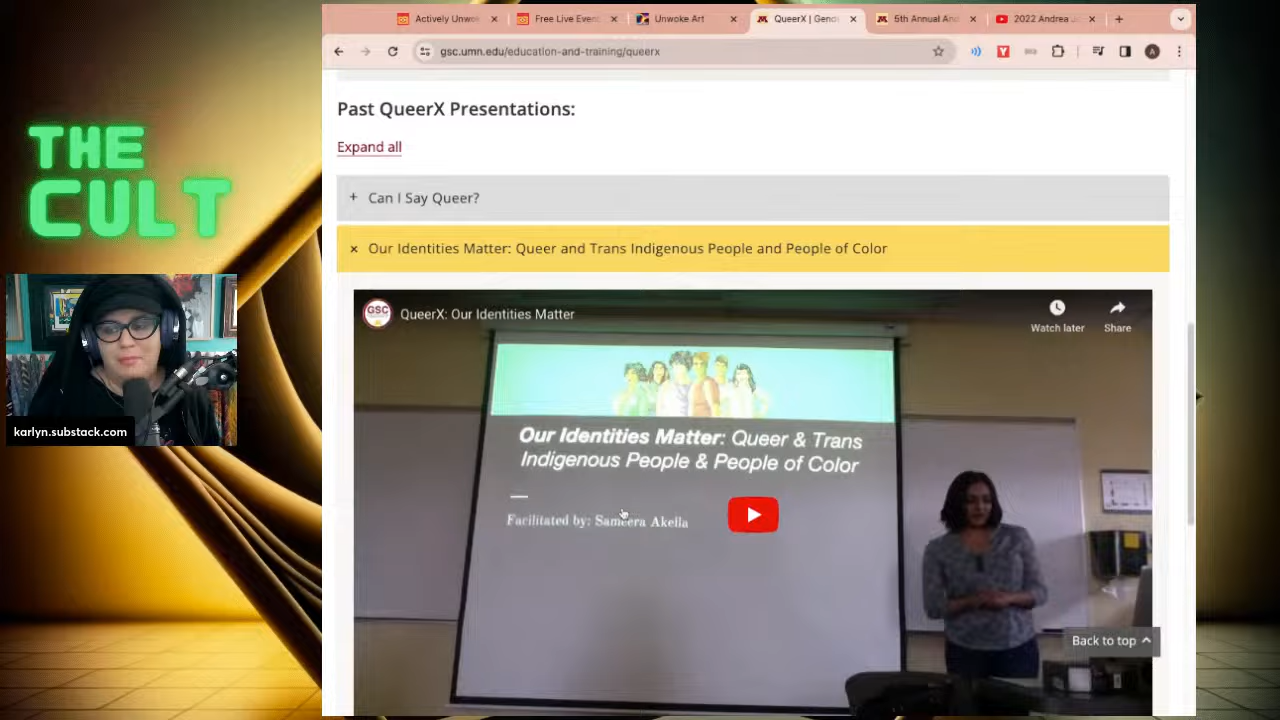 THE
CULT
karlyn.substack.com
Actively Unwo
Free Live Even
Unwoke Art
QueerX | Gend
5th Annual An
2022 Andrea
gsc.umn.edu/education-and-training/queerx
A
Past QueerX Presentations:
Expand all
+ Can I Say Queer?
× Our Identities Matter: Queer and Trans Indigenous People and People of Color
GSC
QueerX: Our Identities Matter
Watch later
Share
Our Identities Matter: Queer & Trans
Indigenous People & People of Color
Facilitated by: Sameera Akella
Back to top